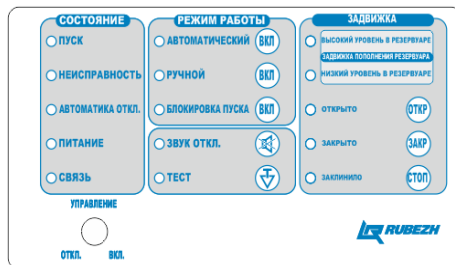 СОСТОЯНИЕ
ПУСК
НЕИСПРАВНОСТЬ
АВТОМАТИКА ОТКЛ.
ПИТАНИЕ
СВЯЗЬ
РЕЖИМ РАБОТЫ
АВТОМАТИЧЕСКИЙ ВКЛ
РУЧНОЙ ВКЛ
БЛОКИРОВКА ПУСКА ВКЛ
ЗВУК ОТКЛ.
ТЕСТ
ЗАДВИЖКА
ВЫСОКИЙ УРОВЕНЬ В РЕЗЕРВУАРЕ
ЗАДВИЖКА ПОПОЛНЕНИЯ РЕЗЕРВУАРА
НИЗКИЙ УРОВЕНЬ В РЕЗЕРВУАРЕ
ОТКРЫТО ОТКР
ЗАКРЫТО ЗАКР
ЗАКЛИНИЛО СТОП
УПРАВЛЕНИЕ
ОТКЛ. ВКЛ.
RUBEZH